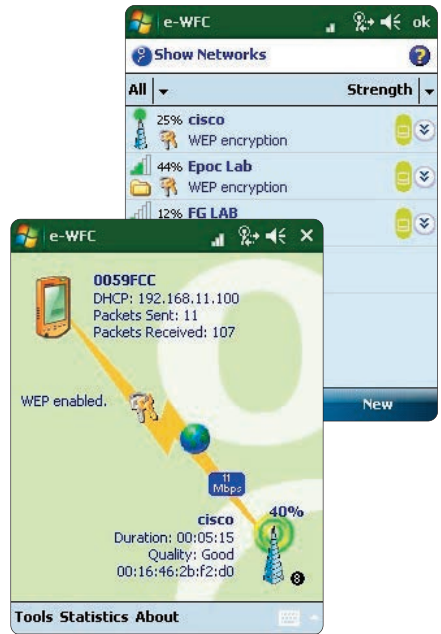 e-WFC
ok
Show Networks
All
Strength
25% cisco
WEP encryption
44% Epoc Lab
WEP encryption
12% FG LAB
New
e-WFC
0059FCC
DHCP: 192.168.11.100
Packets Sent: 11
Packets Received: 107
WEP enabled.
11
Mbps
40%
cisco
Duration: 00:05:15
Quality: Good
00:16:46:2b:f2:d0
8
Tools Statistics About